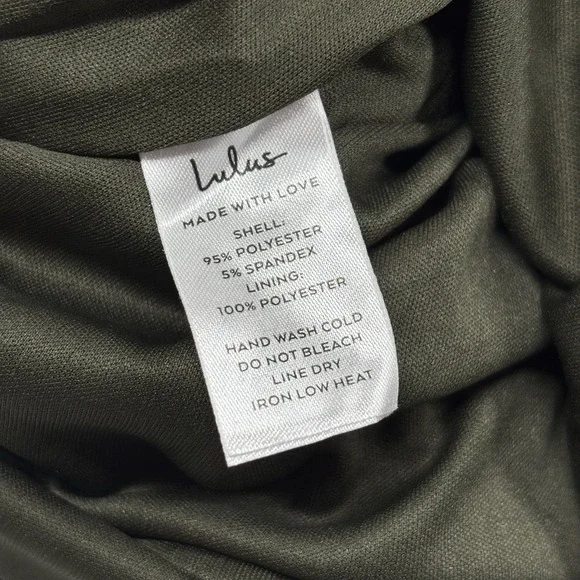 Lulus
MADE WITH LOVE
SHELL:
95% POLYESTER
5% SPANDEX
LINING:
100% POLYESTER
HAND WASH COLD
DO NOT BLEACH
LINE DRY
IRON LOW HEAT